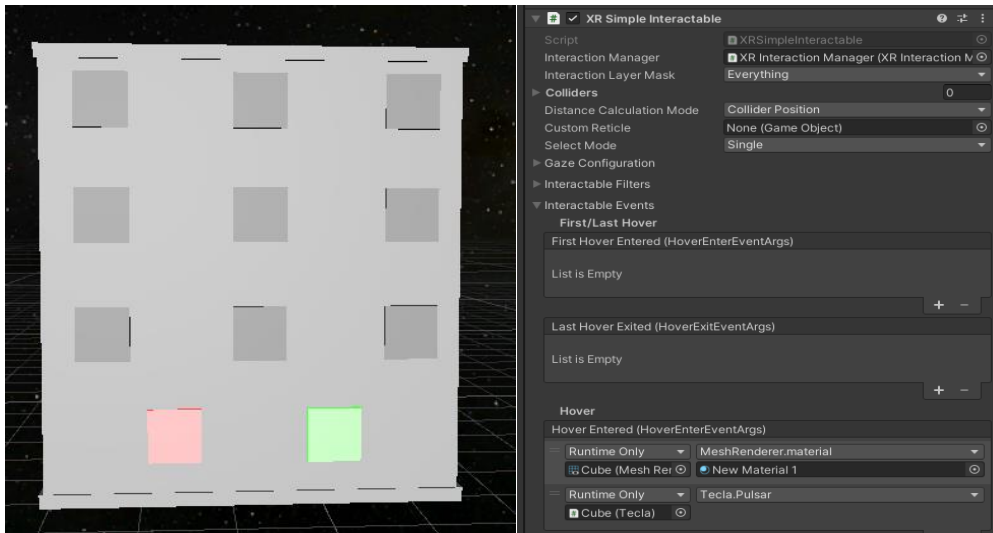 XR Simple Interactable
Script XRSimpleInteractable
Interaction Manager XR Interaction Manager (XR Interaction M
Interaction Layer Mask Everything
Colliders 0
Distance Calculation Mode Collider Position
Custom Reticle None (Game Object)
Select Mode Single
Gaze Configuration
Interactable Filters
Interactable Events
First/Last Hover
First Hover Entered (HoverEnterEventArgs)
List is Empty
+ -
Last Hover Exited (HoverExitEventArgs)
List is Empty
+ -
Hover
Hover Entered (HoverEnterEventArgs)
Runtime Only MeshRenderer.material
Cube (Mesh Rer New Material 1
Runtime Only Tecla.Pulsar
Cube (Tecla)